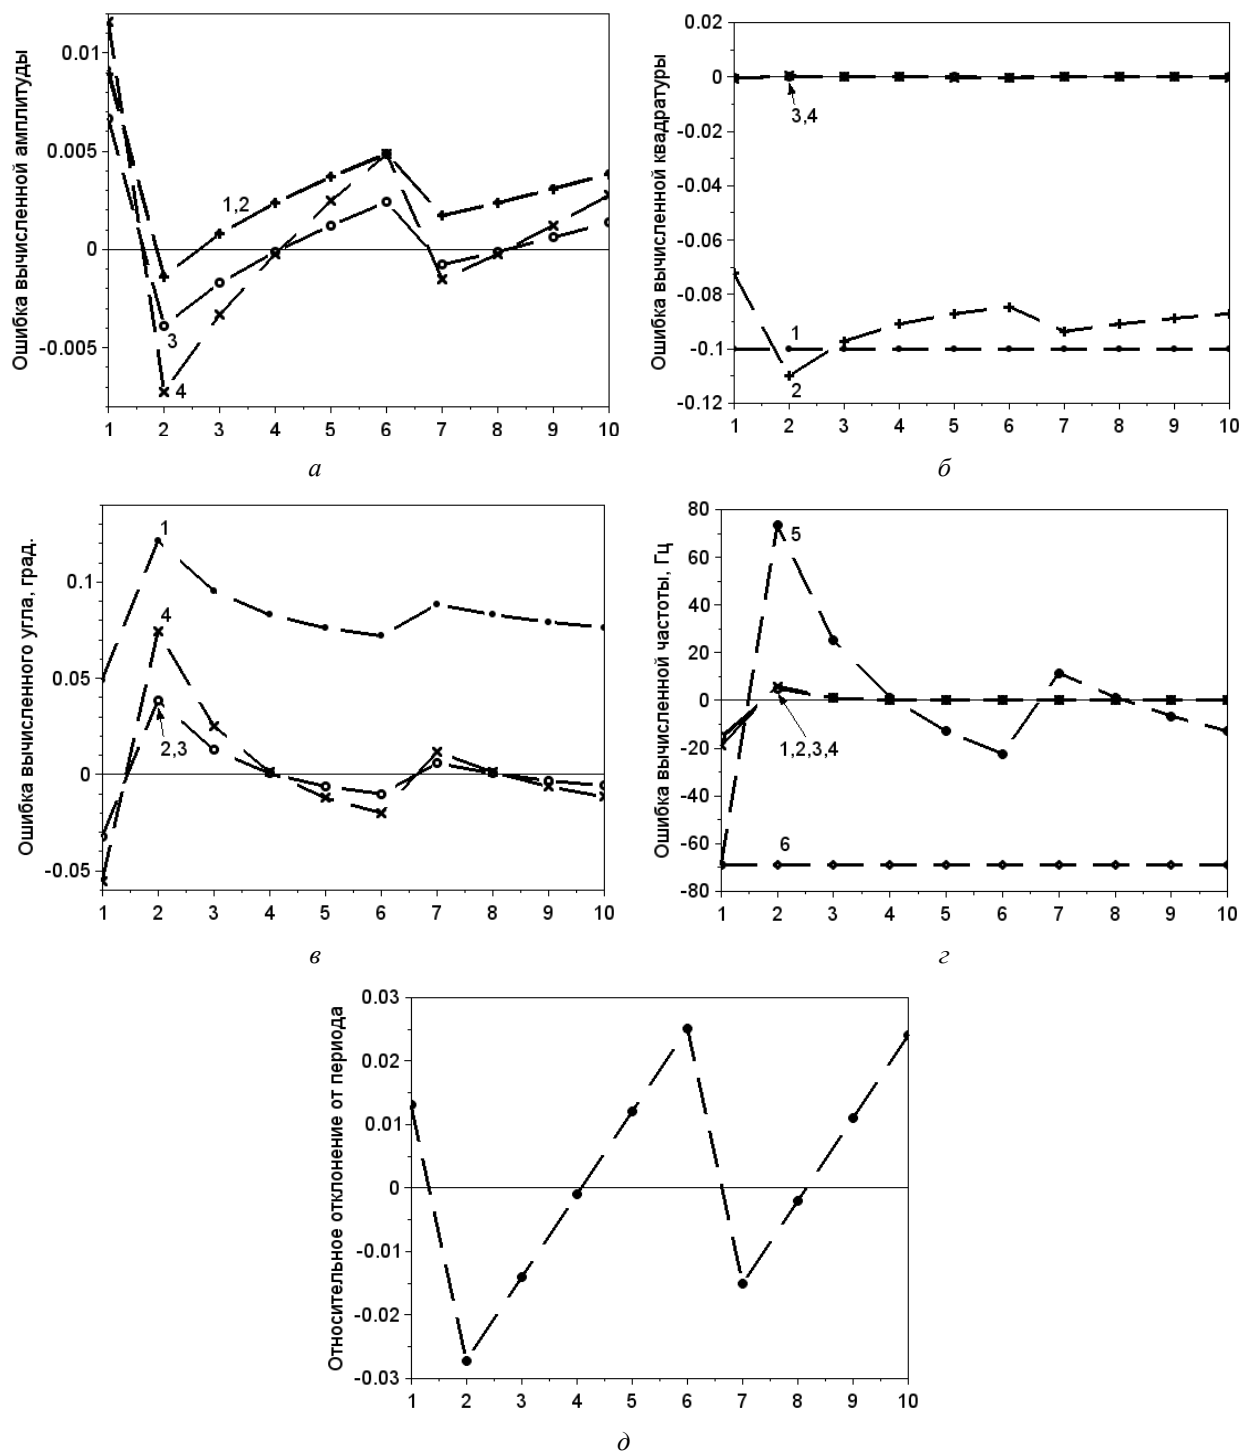 Ошибка вычисленной амплитуды
0.01
0.005
0
-0.005
1,2
3
4
1 2 3 4 5 6 7 8 9 10
а
Ошибка вычисленной квадратуры
0.02
0
-0.02
-0.04
-0.06
-0.08
-0.1
-0.12
3,4
1
2
1 2 3 4 5 6 7 8 9 10
б
Ошибка вычисленного угла, град.
0.1
0.05
0
-0.05
1
4
2,3
1 2 3 4 5 6 7 8 9 10
в
Ошибка вычисленной частоты, Гц
80
60
40
20
0
-20
-40
-60
-80
5
1,2,3,4
6
1 2 3 4 5 6 7 8 9 10
г
Относительное отклонение от периода
0.03
0.02
0.01
0
-0.01
-0.02
-0.03
1 2 3 4 5 6 7 8 9 10
д